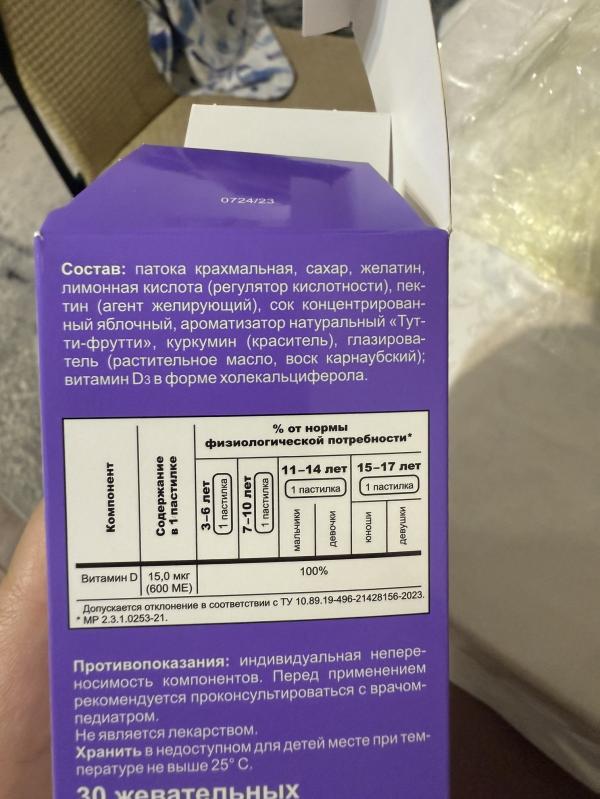 0724/23
Состав: патока крахмальная, сахар, желатин,
лимонная кислота (регулятор кислотности), пек-
тин (агент желирующий), сок концентрирован-
ный яблочный, ароматизатор натуральный «Тут-
ти-фрутти», куркумин (краситель), глазирова-
тель (растительное масло, воск карнаубский);
витамин D3 в форме холекальциферола.
Компонент
Содержание
в 1 пастилке
% от нормы
физиологической потребности*
3–6 лет
1 пастилка
7–10 лет
1 пастилка
11–14 лет
1 пастилка
мальчики
девочки
15–17 лет
1 пастилка
юноши
девушки
Витамин D
15,0 мкг
(600 МЕ)
100%
Допускается отклонение в соответствии с ТУ 10.89.19-496-21428156-2023.
* МР 2.3.1.0253-21.
Противопоказания: индивидуальная непере-
носимость компонентов. Перед применением
рекомендуется проконсультироваться с врачом-
педиатром.
Не является лекарством.
Хранить в недоступном для детей месте при тем-
пературе не выше 25° С.
30 жевательных